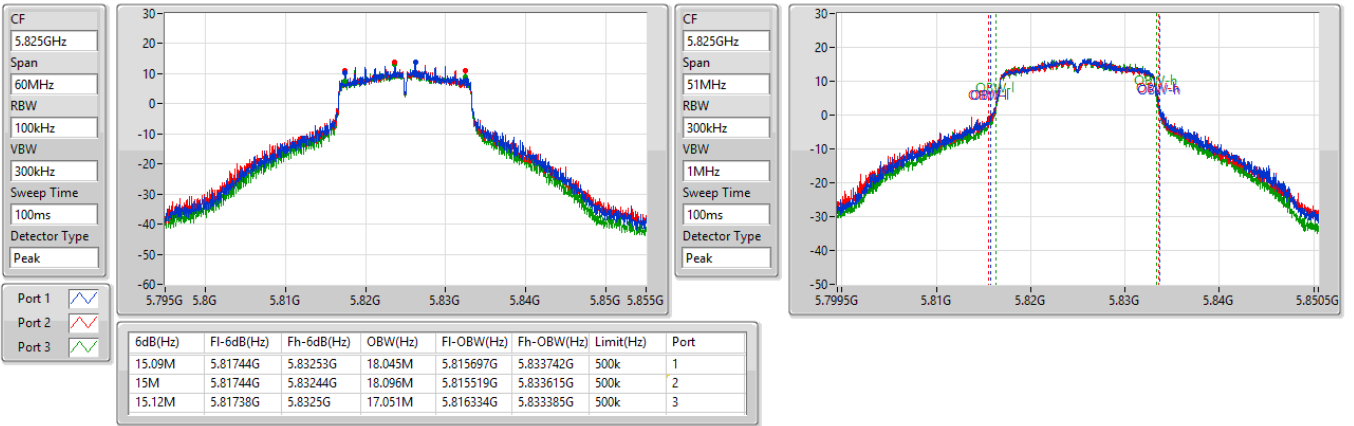 CF
5.825GHz
Span
60MHz
RBW
100kHz
VBW
300kHz
Sweep Time
100ms
Detector Type
Peak
Port 1
Port 2
Port 3
30-
20-
10-
0-
-10-
-20-
-30-
-40-
-50-
-60-
5.795G 5.8G 5.81G 5.82G 5.83G 5.84G 5.85G 5.855G
CF
5.825GHz
Span
51MHz
RBW
300kHz
VBW
1MHz
Sweep Time
100ms
Detector Type
Peak
30-
20-
10-
0-
-10-
-20-
-30-
-40-
-50-
OBW-l
OBW-h
OBW-h
5.7995G 5.81G 5.82G 5.83G 5.84G 5.8505G
6dB(Hz) Fl-6dB(Hz) Fh-6dB(Hz) OBW(Hz) Fl-OBW(Hz) Fh-OBW(Hz) Limit(Hz) Port
15.09M 5.81744G 5.83253G 18.045M 5.815697G 5.833742G 500k 1
15M 5.81744G 5.83244G 18.096M 5.815519G 5.833615G 500k 2
15.12M 5.81738G 5.8325G 17.051M 5.816334G 5.833385G 500k 3